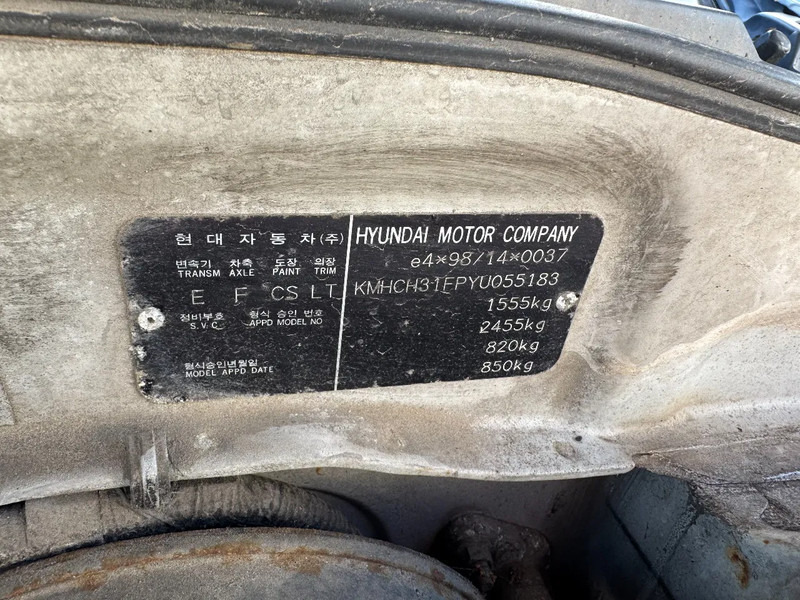 현대자동차(주) HYUNDAI MOTOR COMPANY
e4*98/14*0037
변속기 차축 도장 의장
TRANSM AXLE PAINT TRIM
E F CS LT KMHCH31EPYU055183
정비부호 형식 승인 번호 1555kg
S.V.C. APPD MODEL NO
2455kg
820kg
형식승인년월일 850kg
MODEL APPD DATE